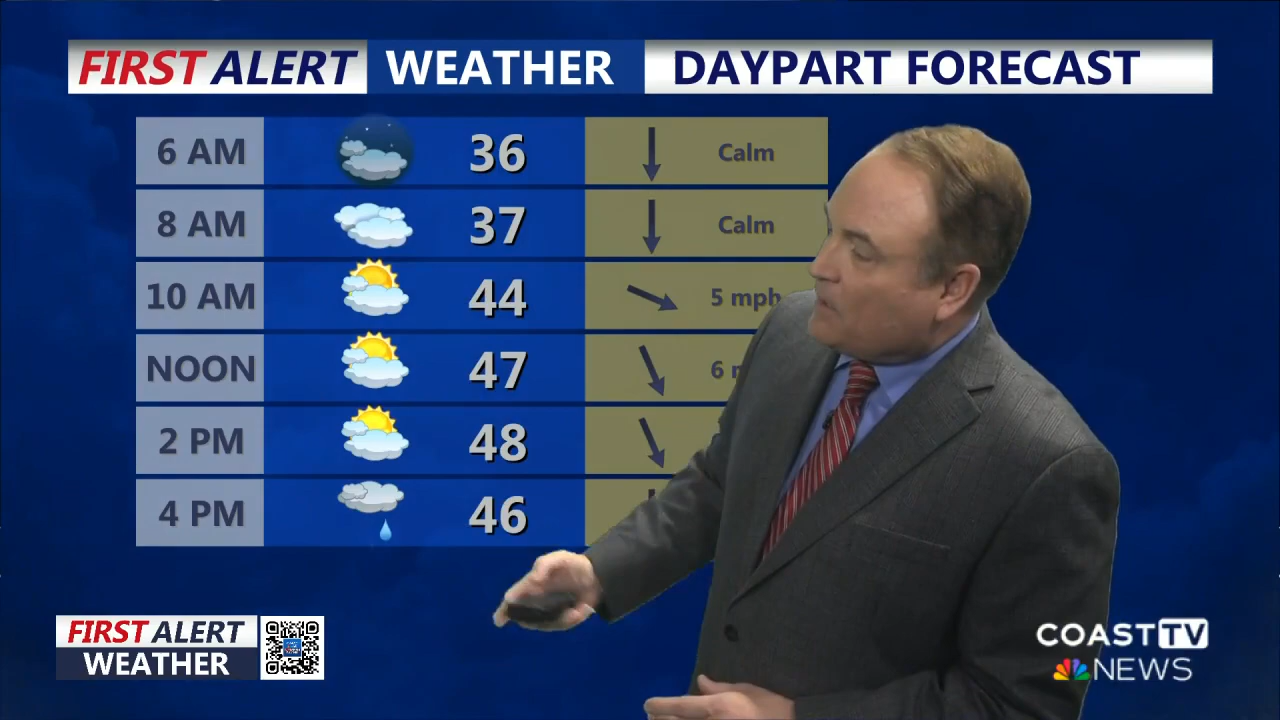 FIRST ALERT WEATHER DAYPART FORECAST
6 AM 36 Calm
8 AM 37 Calm
10 AM 44 5 mph
NOON 47 6
2 PM 48
4 PM 46
FIRST ALERT
WEATHER
COAST TV
NEWS